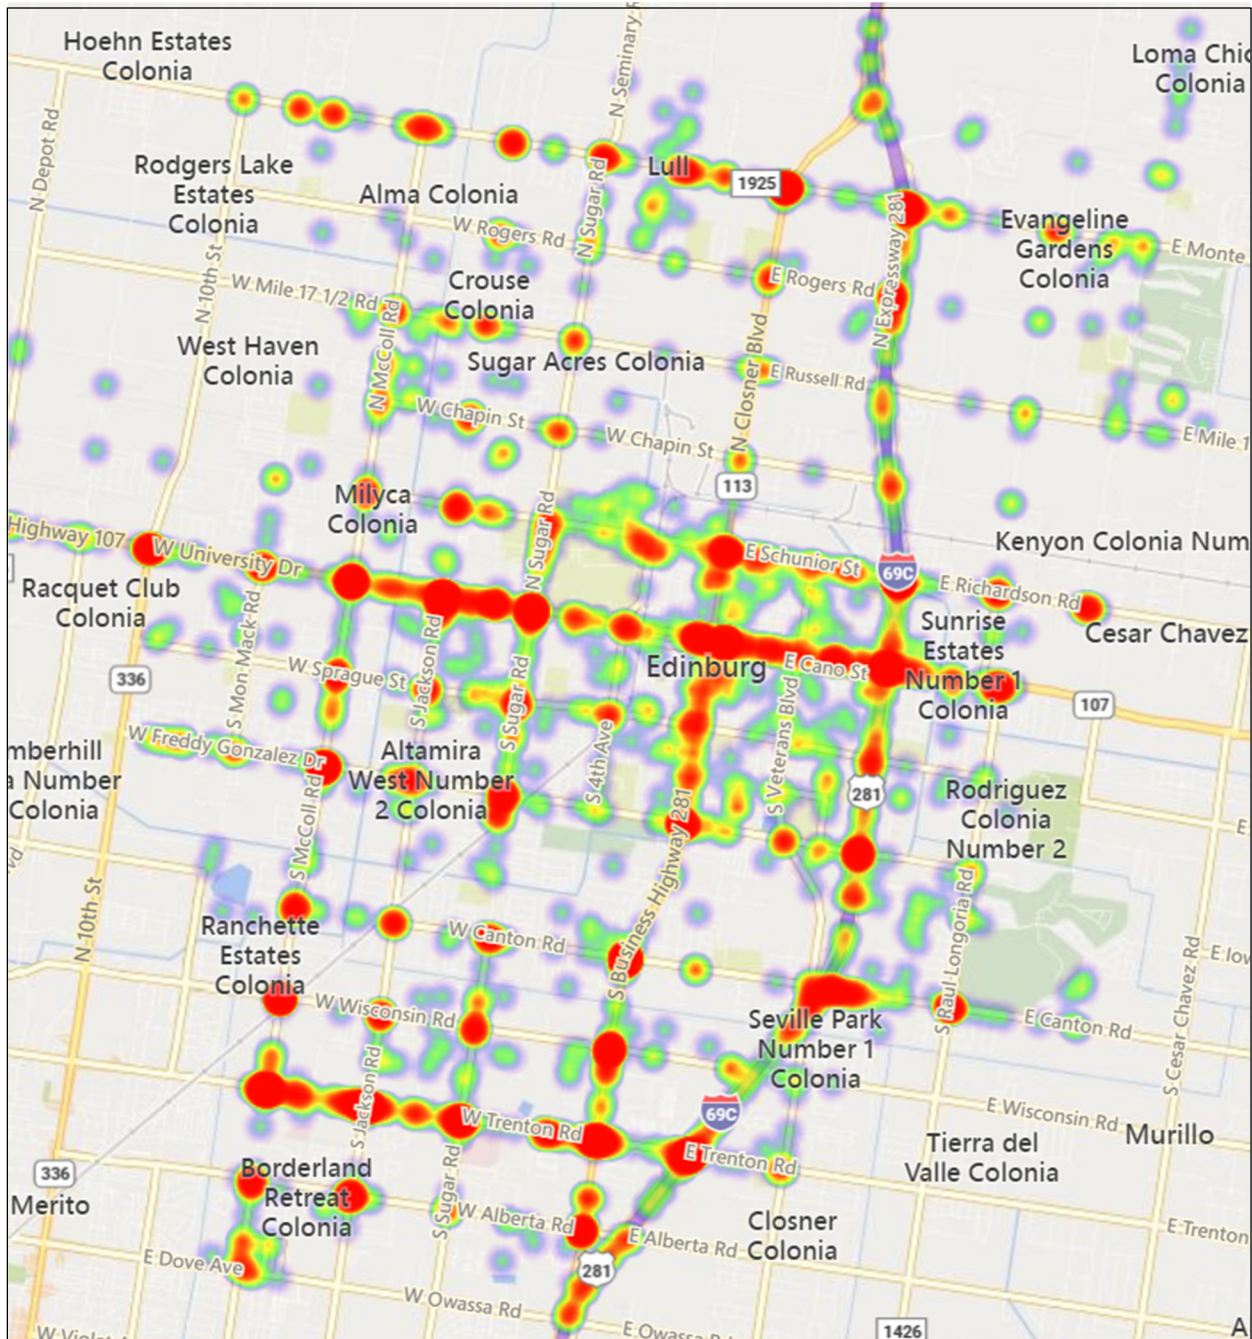 Hoehn Estates
Colonia
N Seminary R
Loma Chic
Colonia
N Depot Rd
Rodgers Lake
Estates
Colonia
Alma Colonia
Lull
1925
N Sugar Rd
W Rogers Rd
N Expressway 281
Evangeline
Gardens
Colonia
E Monte
E Rogers Rd
N 10th St
W Mile 17 1/2 Rd
Crouse
Colonia
West Haven
Colonia
N McColl Rd
Sugar Acres Colonia
N Closner Blvd
E Russell Rd
W Chapin St
W Chapin St
E Mile 1
113
Milyca
Colonia
N Sugar Rd
Highway 107
W University Dr
E Schunior St
69C
Kenyon Colonia Num
E Richardson Rd
Racquet Club
Colonia
S Mon Mack Rd
S Jackson Rd
Cesar Chavez
Sunrise
Estates
Number 1
Colonia
W Sprague St
S Sugar Rd
Edinburg
E Cano St
336
107
S 4th Ave
S Veterans Blvd
W Freddy Gonzalez Dr
mberhill
a Number
Colonia
Altamira
West Number
2 Colonia
281
Rodriguez
Colonia
Number 2
E
vd
S McColl Rd
S Business Highway 281
N 10th St
Ranchette
Estates
Colonia
W Canton Rd
S Raul Longoria Rd
S Cesar Chavez Rd
E Iow
W Wisconsin Rd
Seville Park
Number 1
Colonia
E Canton Rd
S Jackson Rd
69C
E Wisconsin Rd
Murillo
W Trenton Rd
E Trenton Rd
Tierra del
Valle Colonia
336
Merito
Borderland
Retreat
Colonia
S Sugar Rd
W Alberta Rd
E Alberta Rd
Closner
Colonia
E Trenton
E Dove Ave
281
W Owassa Rd
E Owassa Rd
1426
A